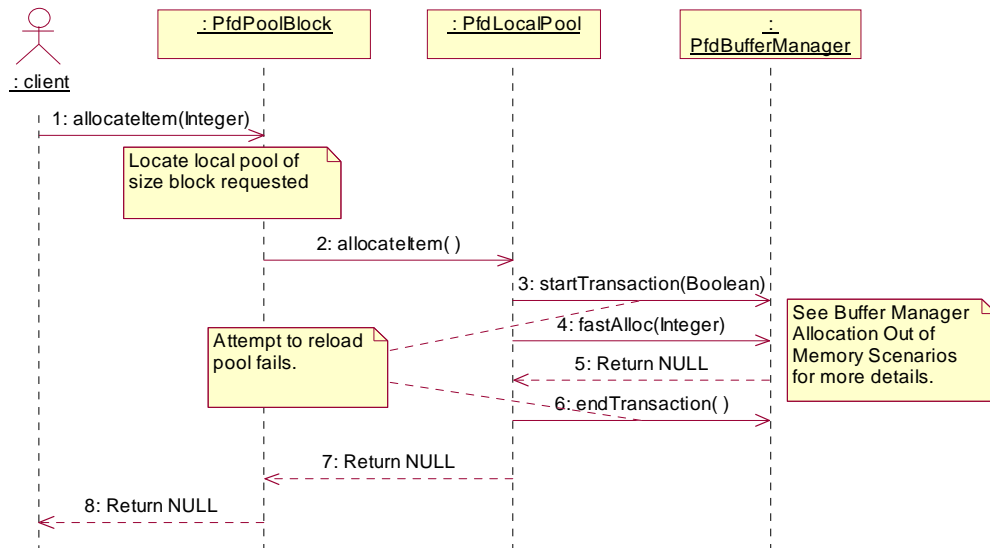 : client
: PfdPoolBlock
: PfdLocalPool
:
PfdBufferManager
1: allocateItem(Integer)
Locate local pool of
size block requested
2: allocateItem( )
3: startTransaction(Boolean)
4: fastAlloc(Integer)
See Buffer Manager
Allocation Out of
Memory Scenarios
for more details.
Attempt to reload
pool fails.
5: Return NULL
6: endTransaction( )
7: Return NULL
8: Return NULL